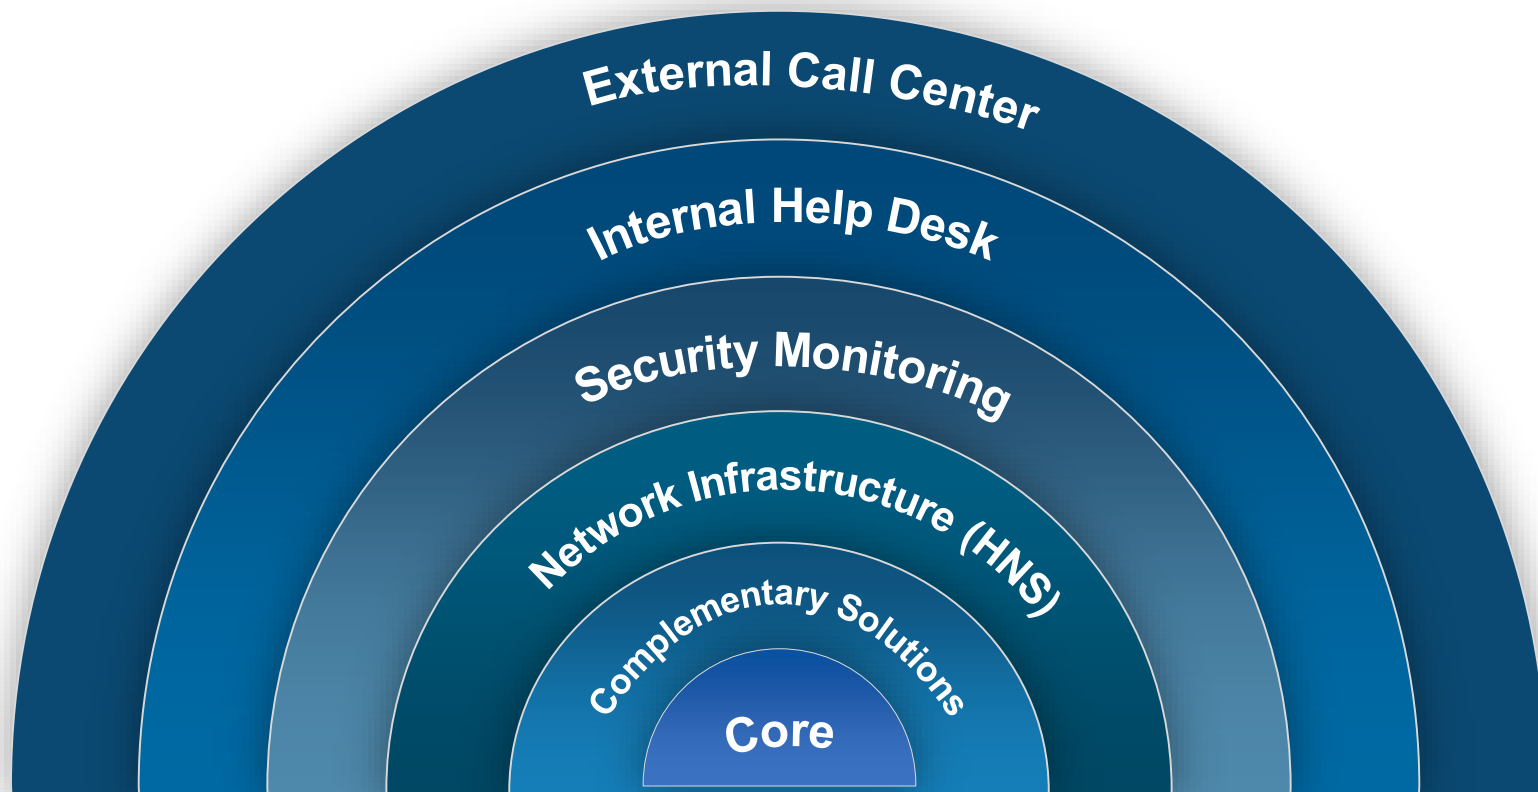 External Call Center
Internal Help Desk
Security Monitoring
Network Infrastructure (HNS)
Complementary Solutions
Core